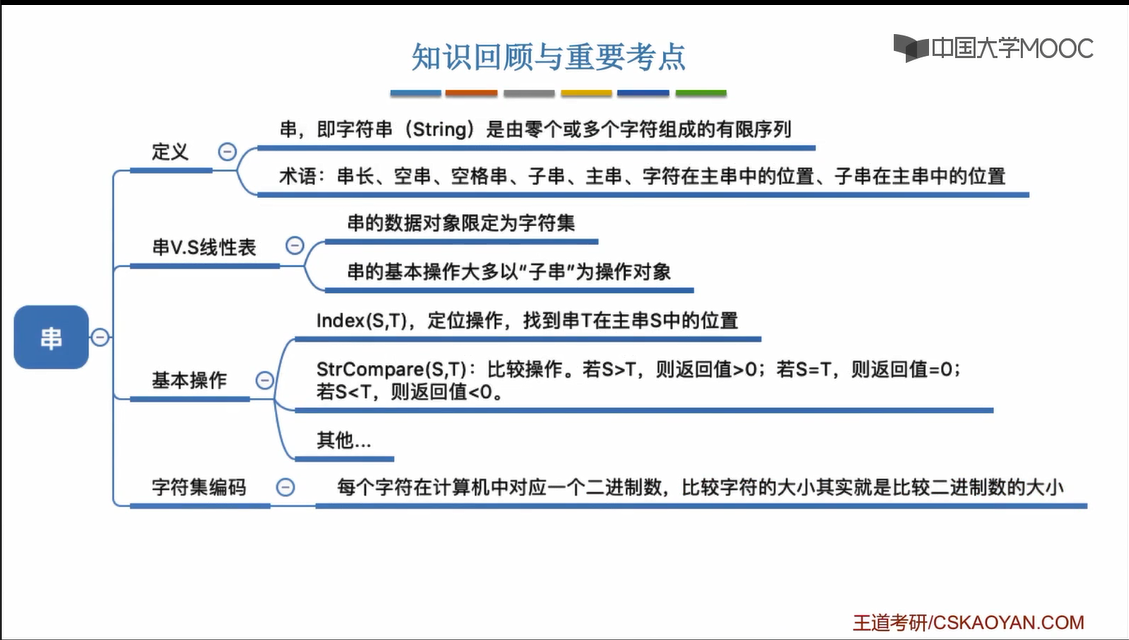 知识回顾与重要考点
中国大学MOOC
串
定义
串，即字符串（String）是由零个或多个字符组成的有限序列
术语：串长、空串、空格串、子串、主串、字符在主串中的位置、子串在主串中的位置
串V.S线性表
串的数据对象限定为字符集
串的基本操作大多以“子串”为操作对象
基本操作
Index(S,T)，定位操作，找到串T在主串S中的位置
StrCompare(S,T)：比较操作。若S>T，则返回值>0；若S=T，则返回值=0；
若S<T，则返回值<0。
其他...
字符集编码
每个字符在计算机中对应一个二进制数，比较字符的大小其实就是比较二进制数的大小
王道考研/CSKAOYAN.COM